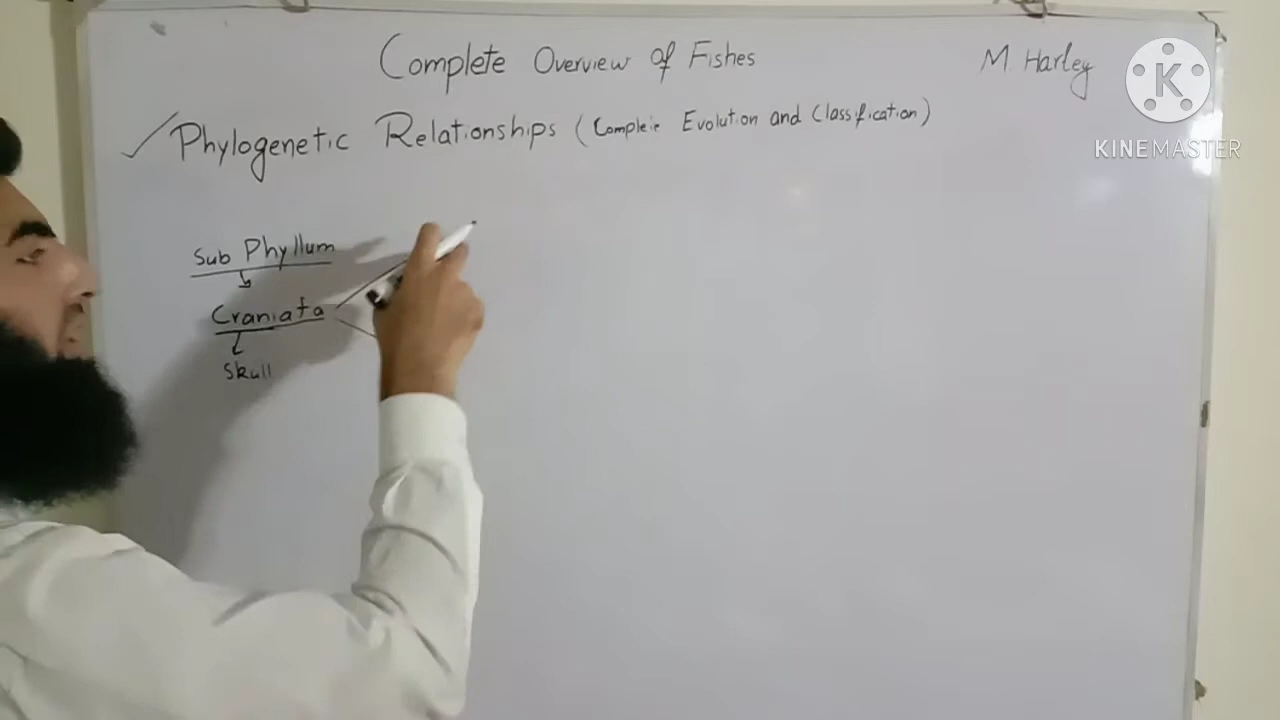 Complete Overview of Fishes
M. Harley
K
KINEMASTER
Phylogenetic Relationships (Complete Evolution and Classification)
Sub Phyllum
Craniata
Skull